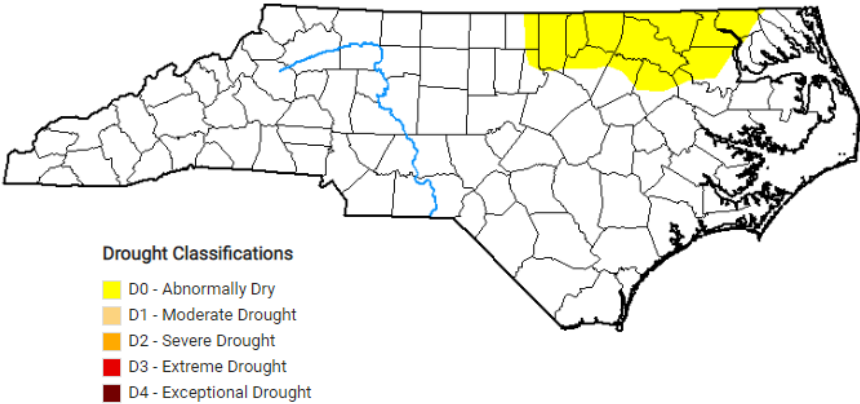 Drought Classifications
D0 - Abnormally Dry
D1 - Moderate Drought
D2 - Severe Drought
D3 - Extreme Drought
D4 - Exceptional Drought